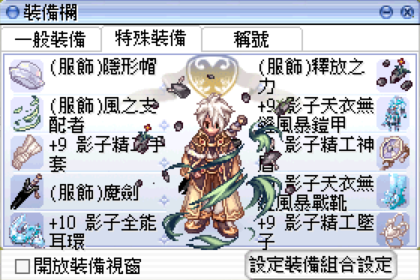 裝備欄
一般裝備 特殊裝備 稱號
(服飾)隱形帽
(服飾)風之支
配者
+9 影子精工手
套
(服飾)魔劍
+10 影子全能
耳環
(服飾)釋放之
力
+9 影子天衣無
縫風暴鎧甲
+9 影子精工神
盾
影子天衣無
風暴戰靴
+9 影子精工墜
子
開放裝備視窗
設定裝備組合設定